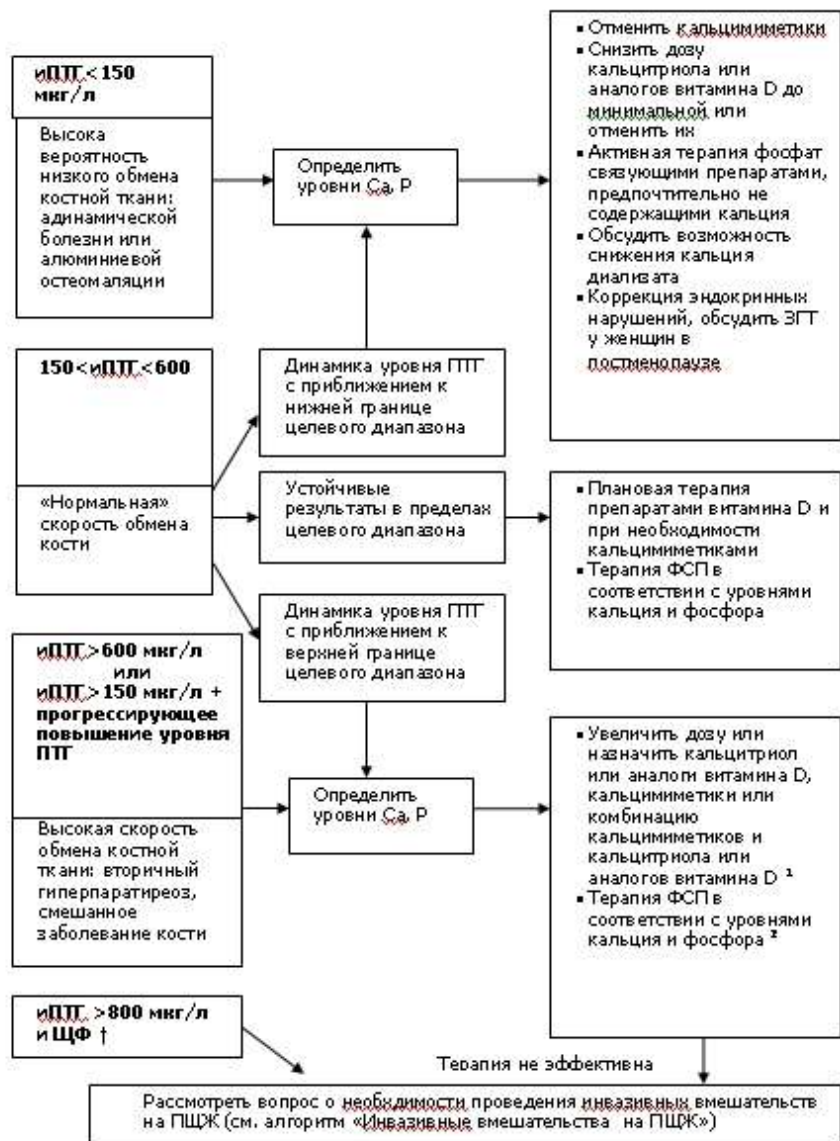 иПТГ<150
мкг/л
Высока
вероятность
низкого обмена
костной ткани:
адинамической
болезни или
алюминиевой
остеомаляции
Определить
уровни Ca, P
▪ Отменить кальцимиметики
▪ Снизить дозу
кальцитриола или
аналогов витамина D до
минимальной или
отменить их
▪ Активная терапия фосфат
связующими препаратами,
предпочтительно не
содержащими кальция
▪ Обсудить возможность
снижения кальция
диализата
▪ Коррекция эндокринных
нарушений, обсудить ЗГТ
у женщин в
постменопаузе
150<иПТГ<600
«Нормальная»
скорость обмена
кости
Динамика уровня ПТГ
с приближением к
нижней границе
целевого диапазона
Устойчивые
результаты в пределах
целевого диапазона
▪ Плановая терапия
препаратами витамина D и
при необходимости
кальцимиметиками
▪ Терапия ФСП в
соответствии с уровнями
кальция и фосфора
Динамика уровня ПТГ
с приближением к
верхней границе
целевого диапазона
иПТГ>600 мкг/л
или
иПТГ>150 мкг/л +
прогрессирующее
повышение уровня
ПТГ
Высокая скорость
обмена костной
ткани: вторичный
гиперпаратиреоз,
смешанное
заболевание кости
Определить
уровни Ca, P
▪ Увеличить дозу или
назначить кальцитриол
или аналоги витамина D,
кальцимиметики или
комбинацию
кальцимиметиков и
кальцитриола или
аналогов витамина D ¹
▪ Терапия ФСП в
соответствии с уровнями
кальция и фосфора ²
иПТГ >800 мкг/л
и ЩФ ↑
Терапия не эффективна
Рассмотреть вопрос о необхдимости проведения инвазивных вмешательств
на ПЩЖ (см. алгоритм «Инвазивные вмешательства на ПЩЖ»)